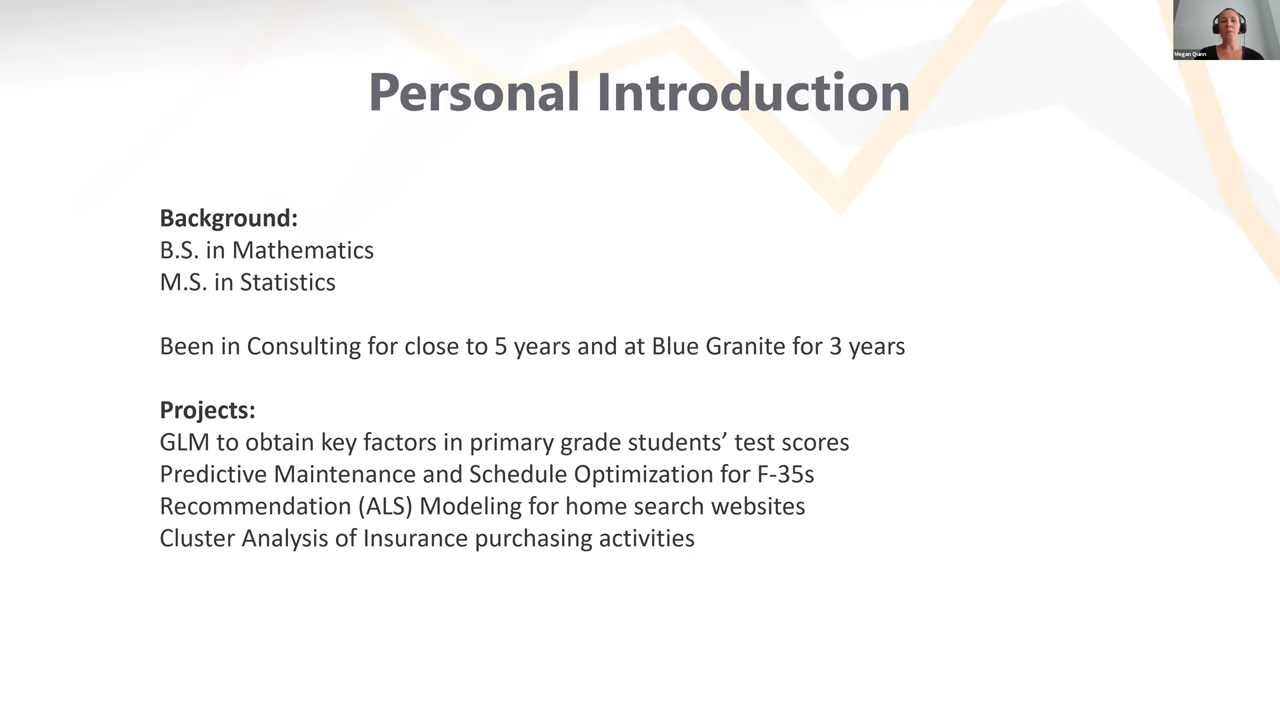 Megan Quinn
Personal Introduction
Background:
B.S. in Mathematics
M.S. in Statistics
Been in Consulting for close to 5 years and at Blue Granite for 3 years
Projects:
GLM to obtain key factors in primary grade students’ test scores
Predictive Maintenance and Schedule Optimization for F-35s
Recommendation (ALS) Modeling for home search websites
Cluster Analysis of Insurance purchasing activities